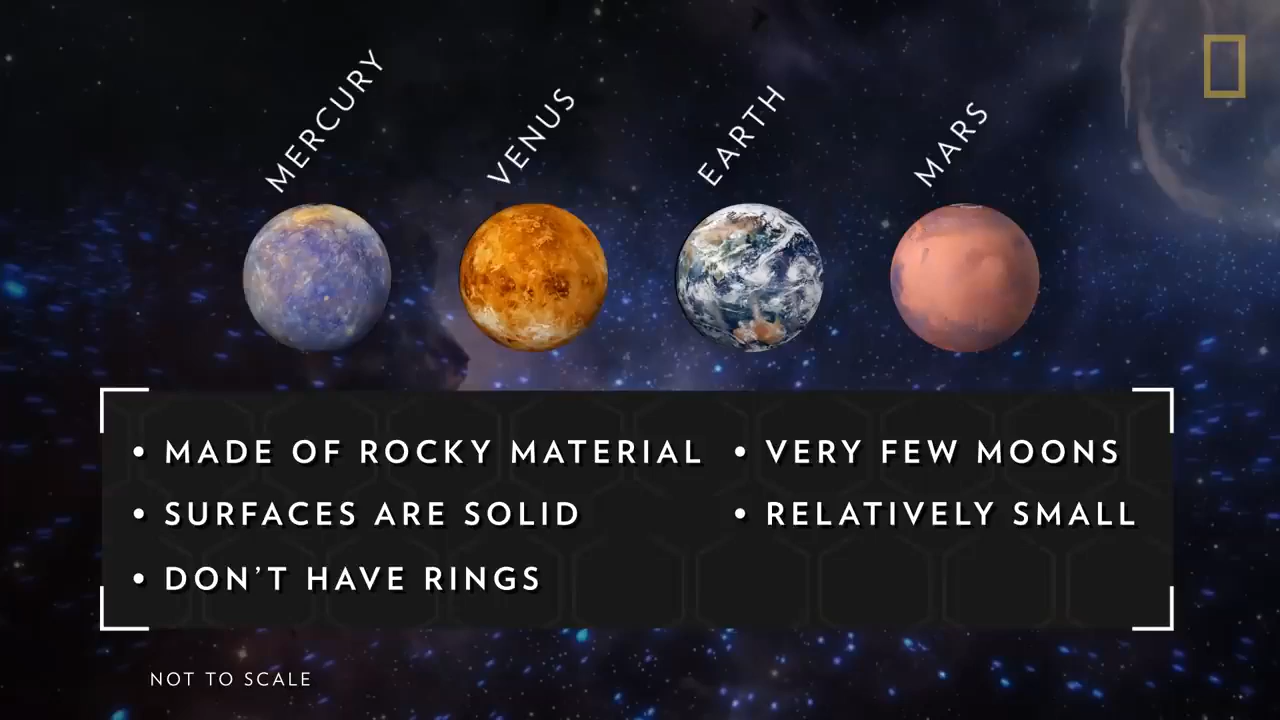 MERCURY
VENUS
EARTH
MARS
• MADE OF ROCKY MATERIAL
• SURFACES ARE SOLID
• DON’T HAVE RINGS
• VERY FEW MOONS
• RELATIVELY SMALL
NOT TO SCALE